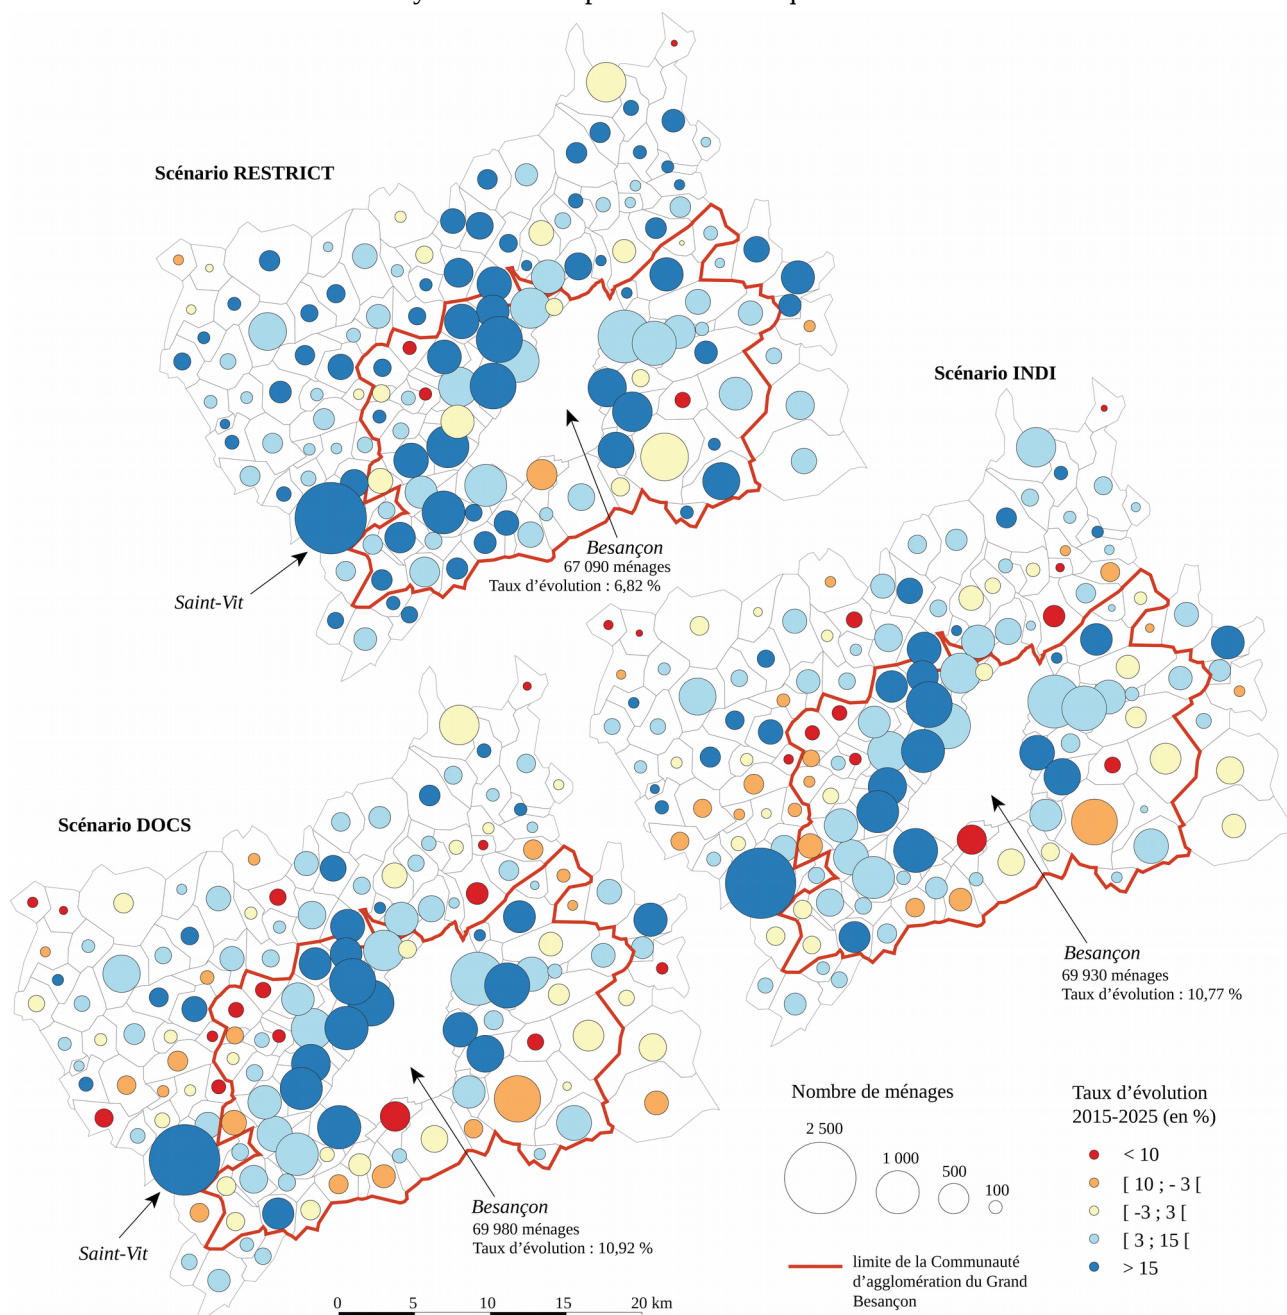 Scénario RESTRICT
Besançon
67 090 ménages
Taux d’évolution : 6,82 %
Saint-Vit
Scénario INDI
Besançon
69 930 ménages
Taux d’évolution : 10,77 %
Scénario DOCS
Besançon
69 980 ménages
Taux d’évolution : 10,92 %
Saint-Vit
Nombre de ménages
2 500
1 000
500
100
limite de la Communauté
d’agglomération du Grand
Besançon
Taux d’évolution
2015-2025 (en %)
< 10
[ 10 ; - 3 [
[ -3 ; 3 [
[ 3 ; 15 [
> 15
0 5 10 15 20 km